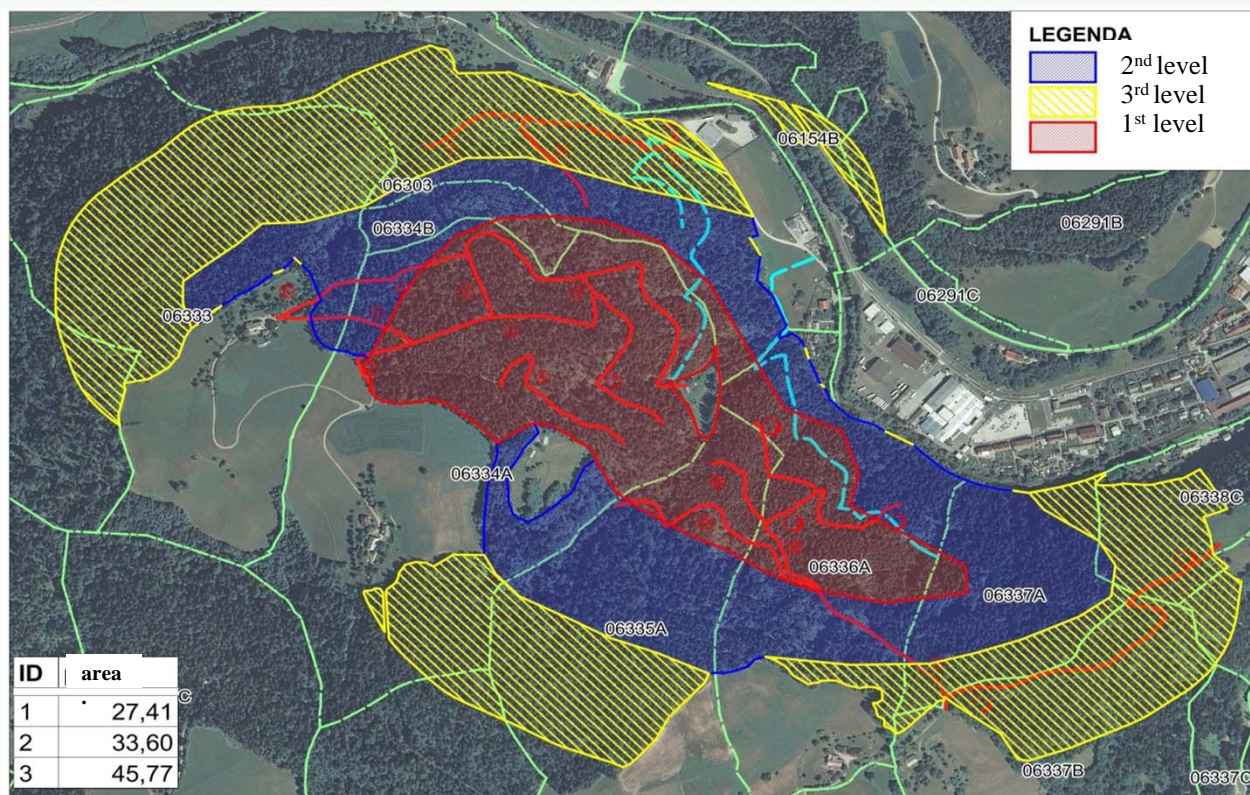 LEGENDA
2nd level
3rd level
1st level
06154B
06303
06291B
06334B
06291C
06333
06334A
06338C
06336A
06337A
06335A
ID area
C
1 27,41
2 33,60
3 45,77
06337B
06337C